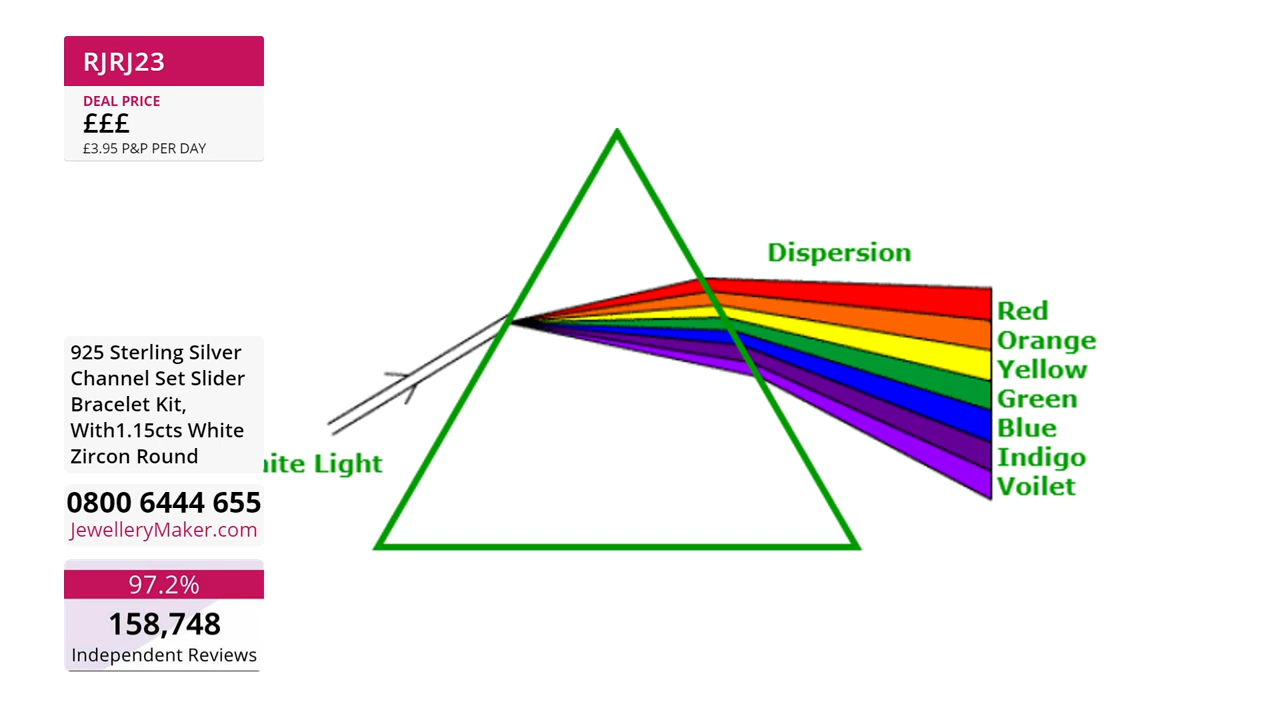 RJRJ23
DEAL PRICE
£££
£3.95 P&P PER DAY
925 Sterling Silver
Channel Set Slider
Bracelet Kit,
With1.15cts White
Zircon Round
0800 6444 655
JewelleryMaker.com
97.2%
158,748
Independent Reviews
Dispersion
Red
Orange
Yellow
Green
Blue
Indigo
Voilet
Light